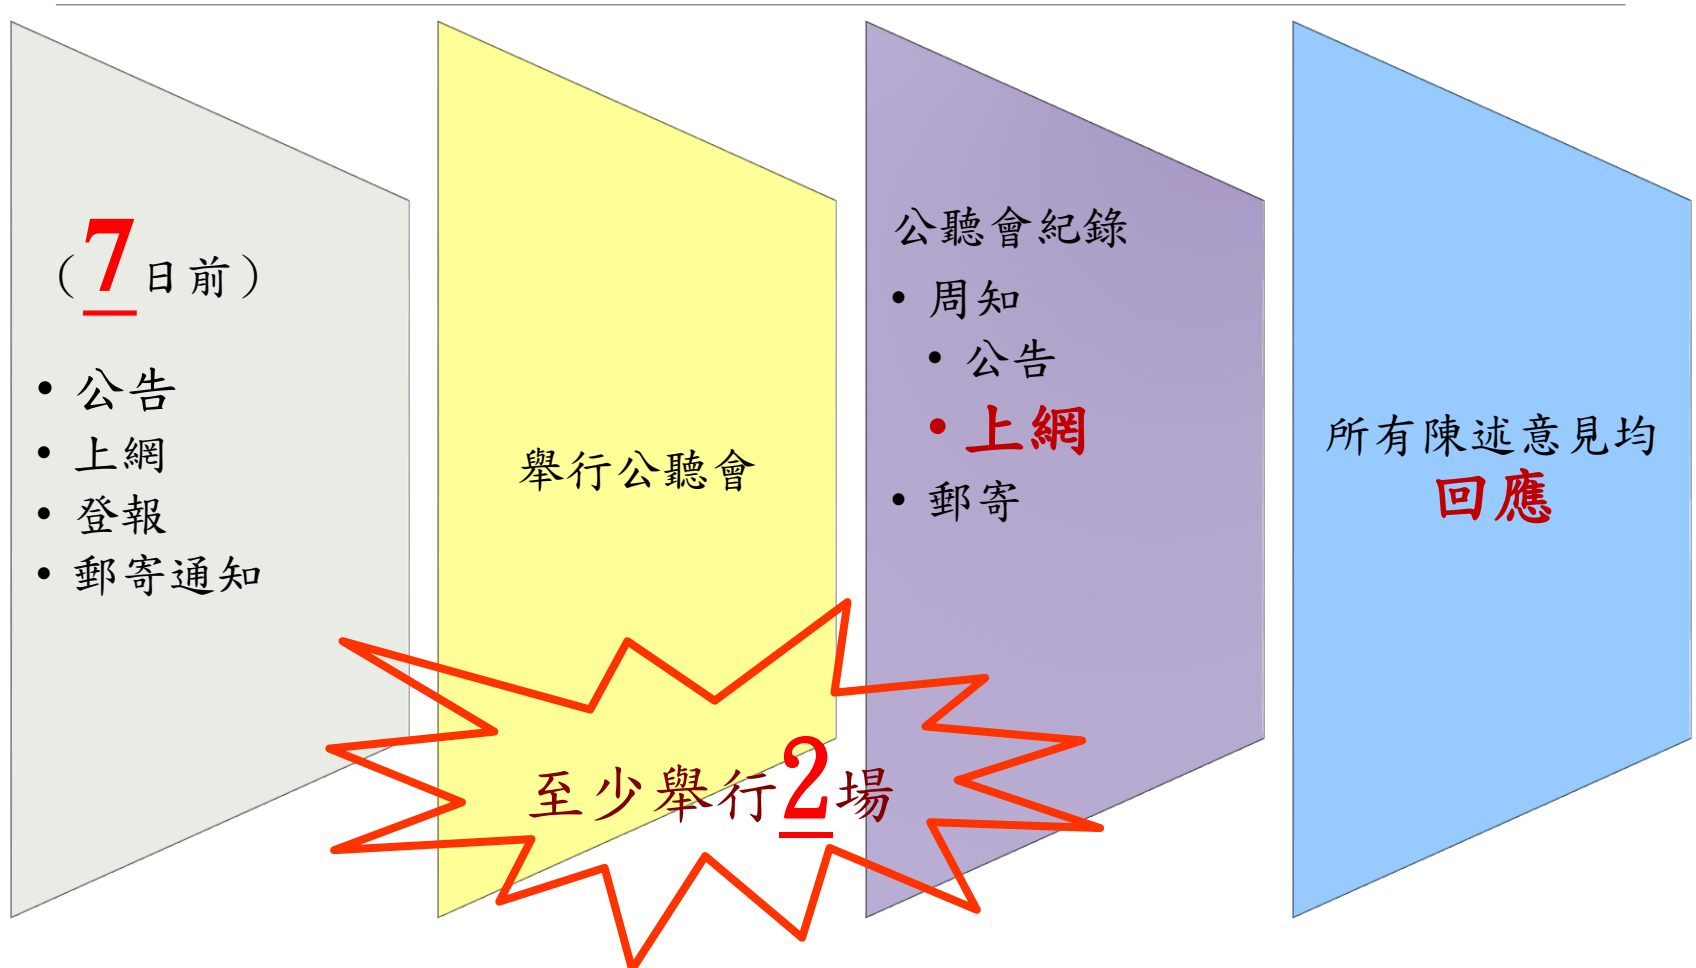 （7日前）
• 公告
• 上網
• 登報
• 郵寄通知
舉行公聽會
至少舉行2場
公聽會紀錄
• 周知
• 公告
• 上網
• 郵寄
所有陳述意見均
回應